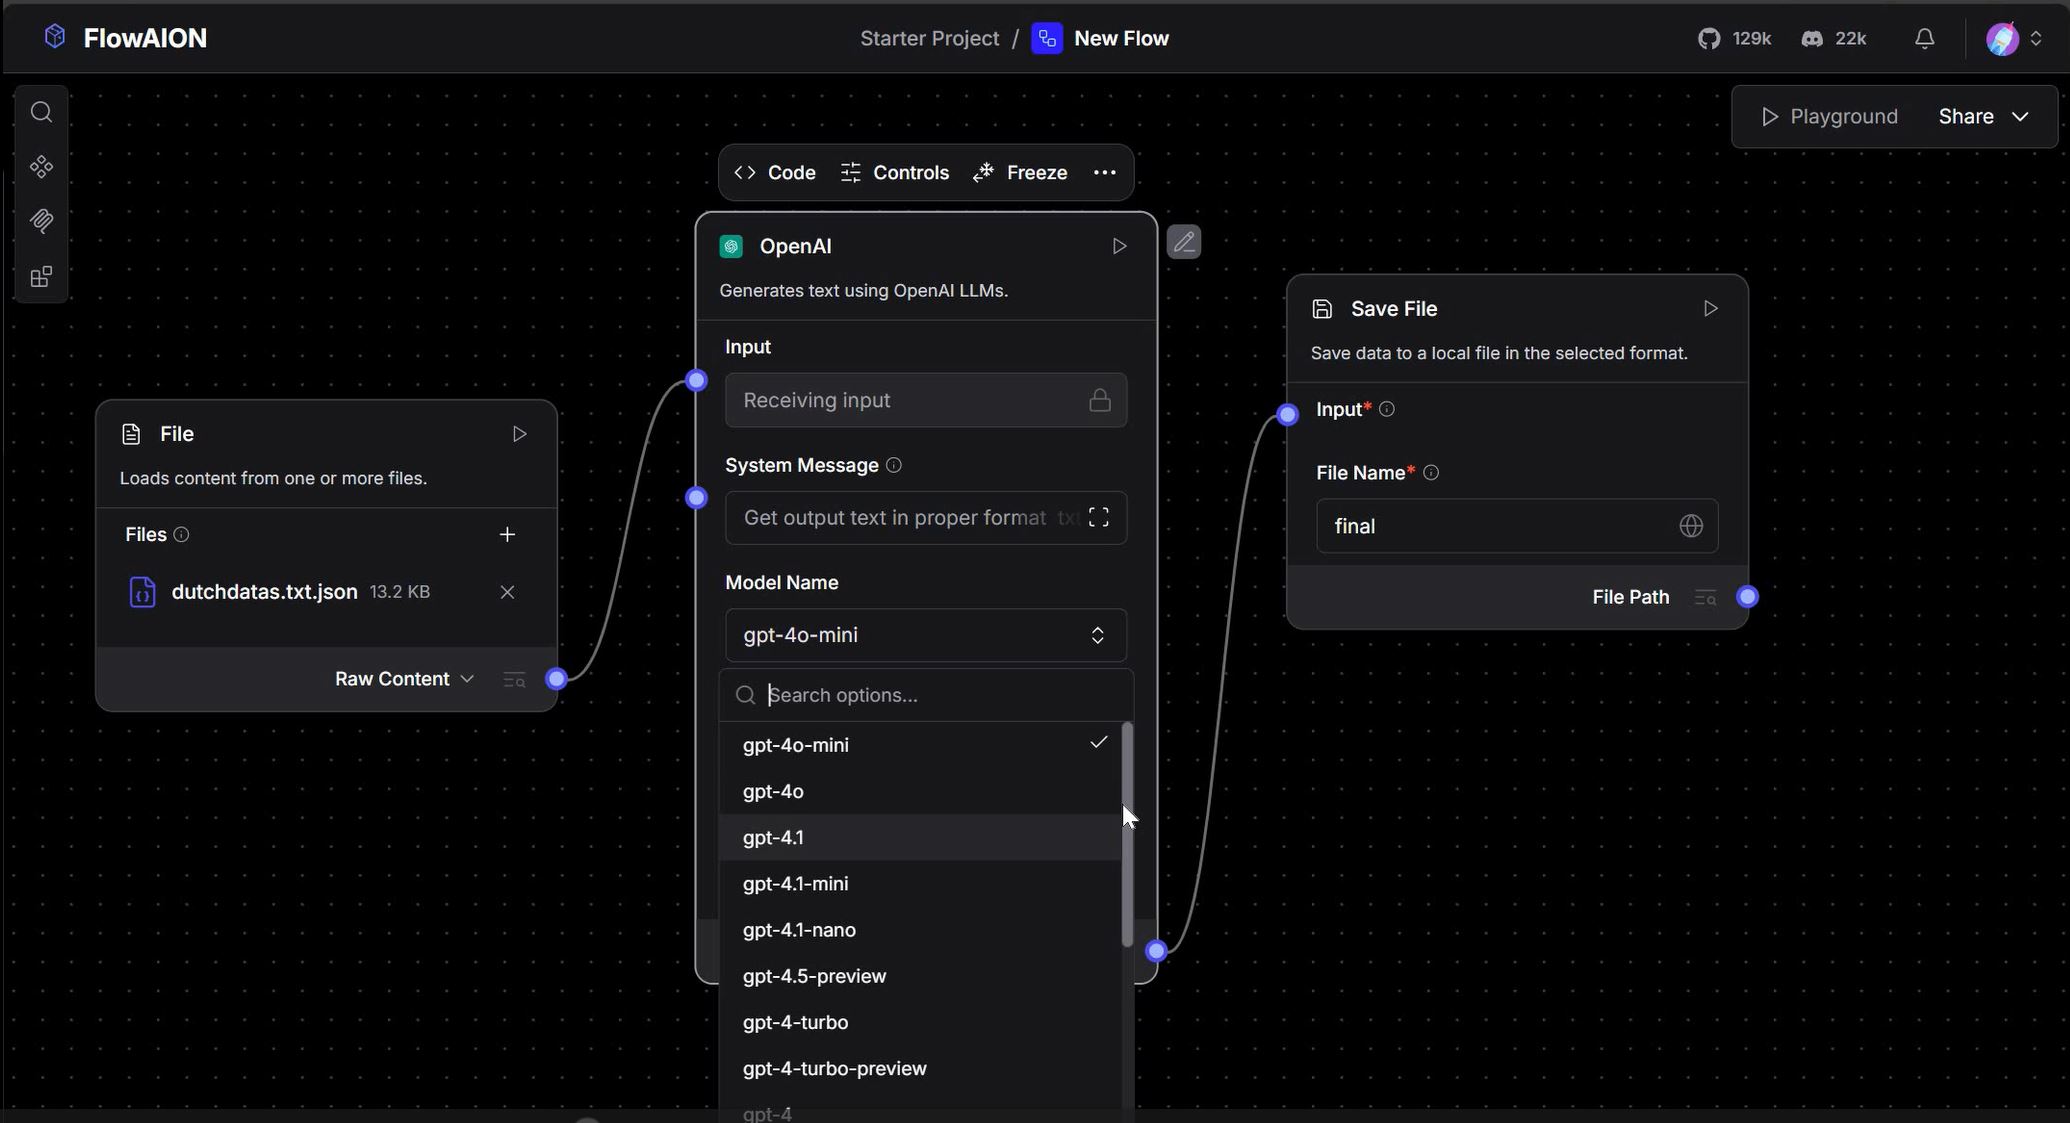 FlowAION
Starter Project / New Flow
129k
22k
Playground
Share
Code
Controls
Freeze
OpenAI
Generates text using OpenAI LLMs.
Input
Receiving input
System Message
Get output text in proper format txt
Model Name
gpt-4o-mini
Search options...
gpt-4o-mini
gpt-4o
gpt-4.1
gpt-4.1-mini
gpt-4.1-nano
gpt-4.5-preview
gpt-4-turbo
gpt-4-turbo-preview
gpt-4
File
Loads content from one or more files.
Files
dutchdatas.txt.json 13.2 KB
Raw Content
Save File
Save data to a local file in the selected format.
Input*
File Name*
final
File Path